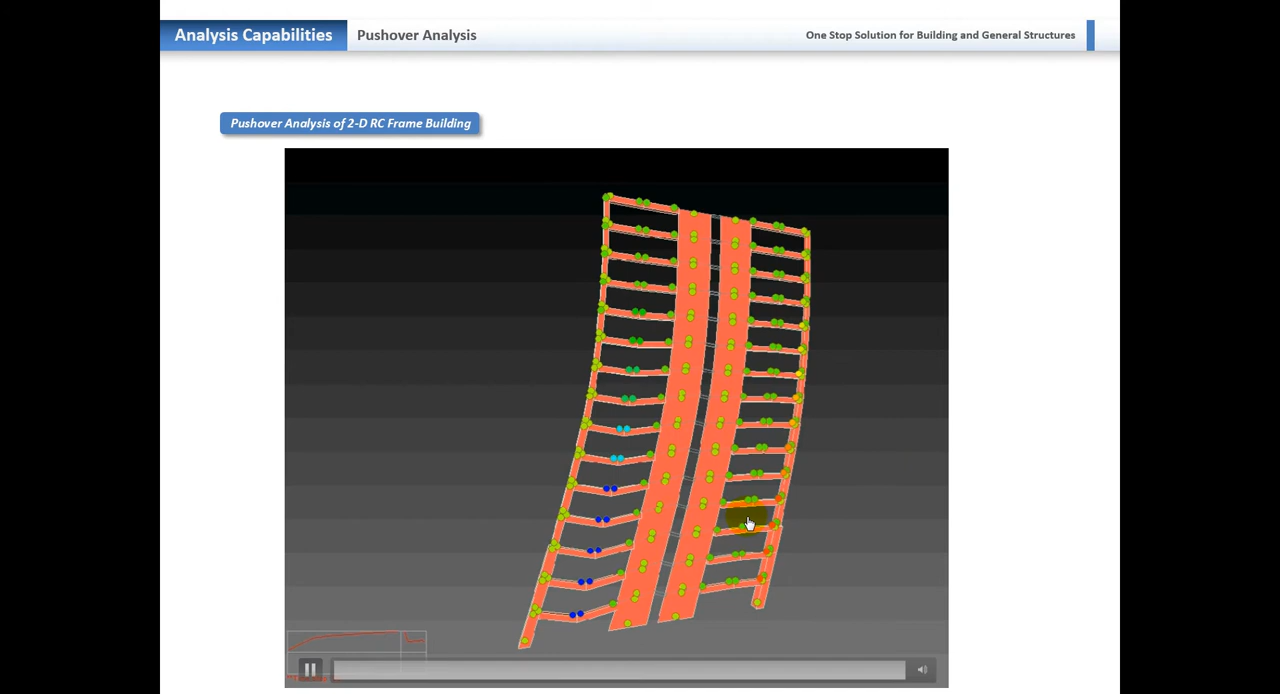 Analysis Capabilities
Pushover Analysis
One Stop Solution for Building and General Structures
Pushover Analysis of 2-D RC Frame Building